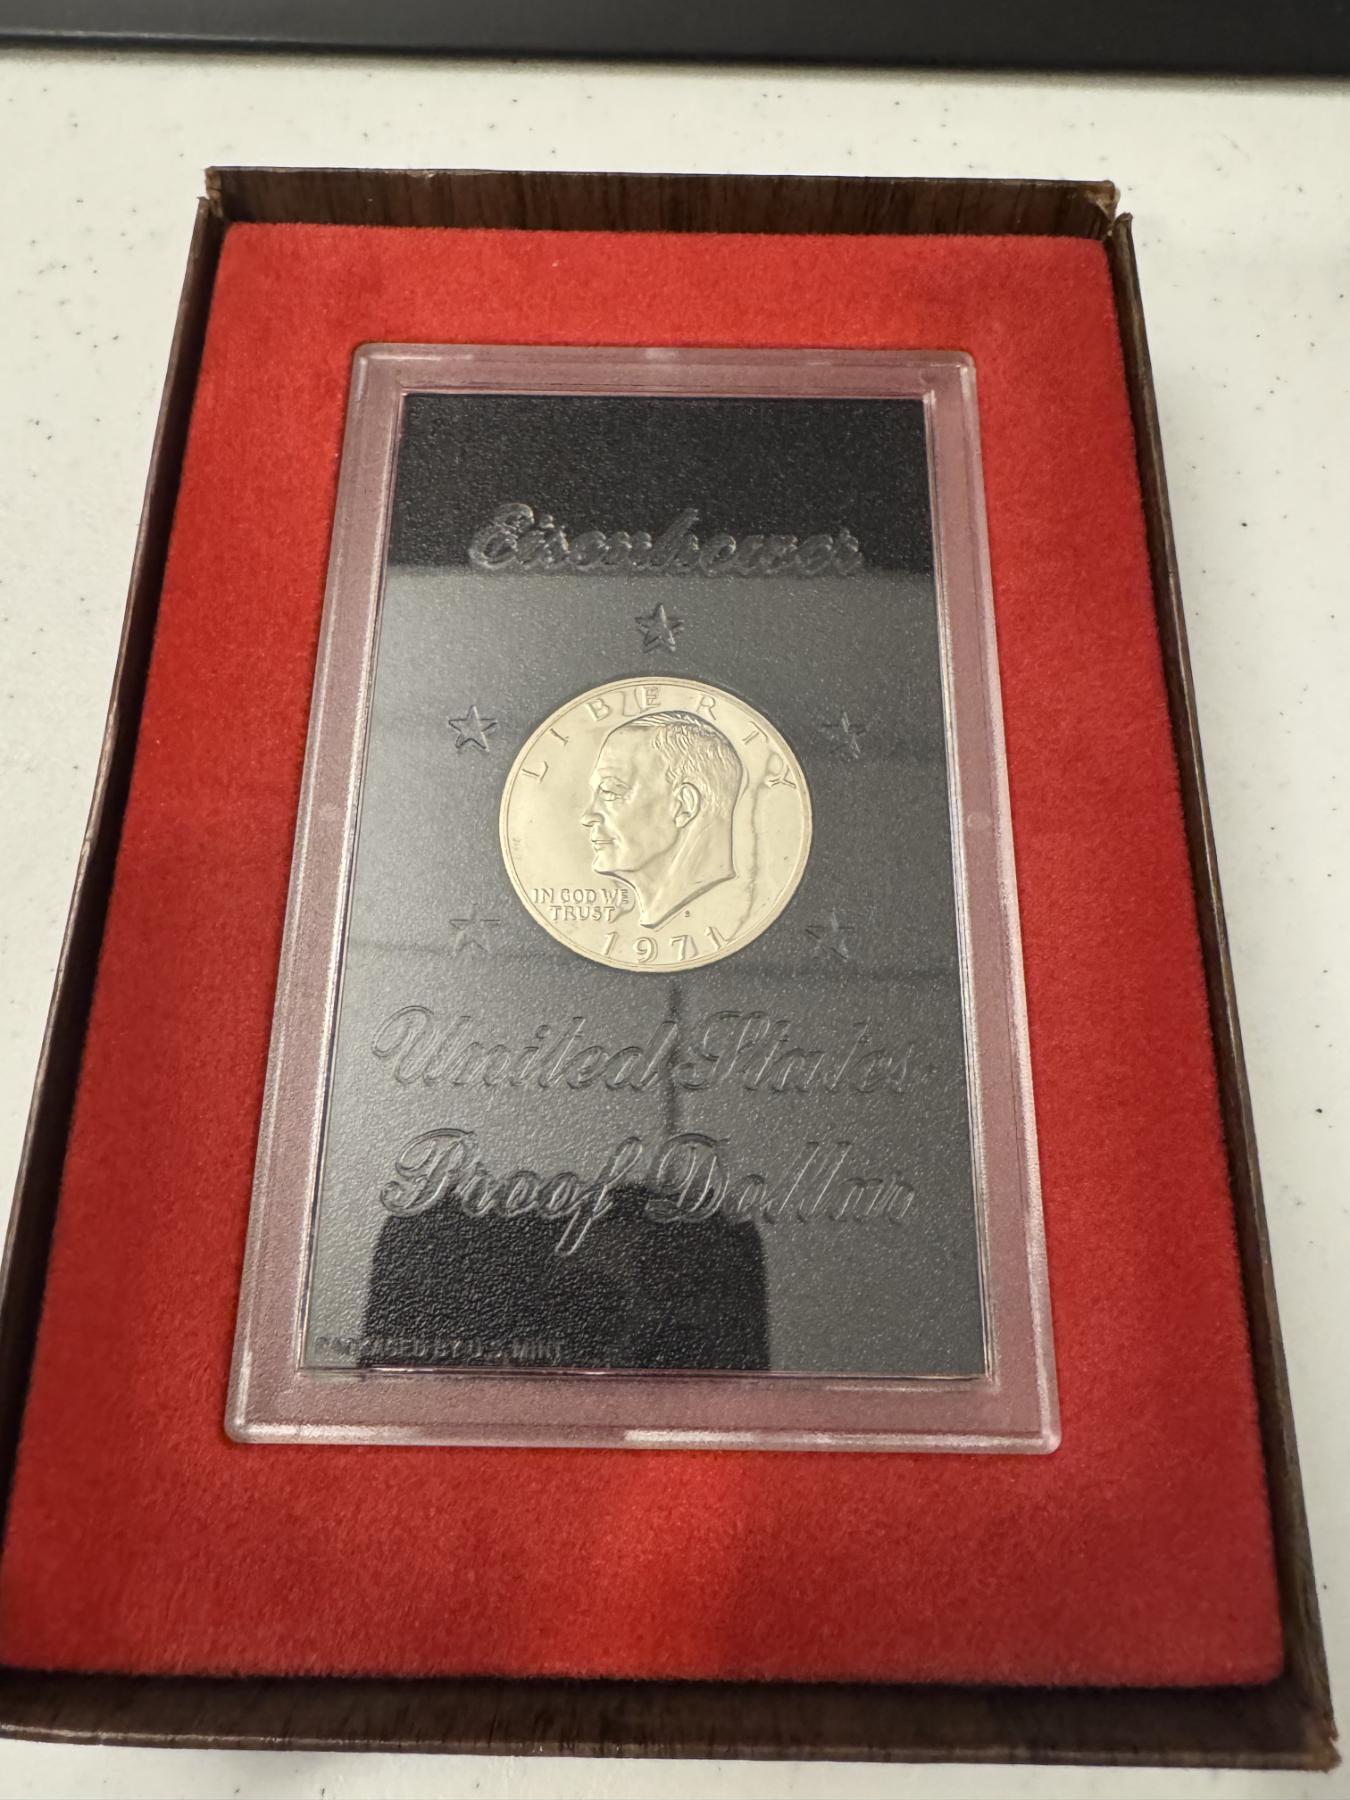 Eisenhower
LIBERTY
IN GOD WE
TRUST
S
1971
United States
Proof Dollar
PACKAGED BY U.S. MINT